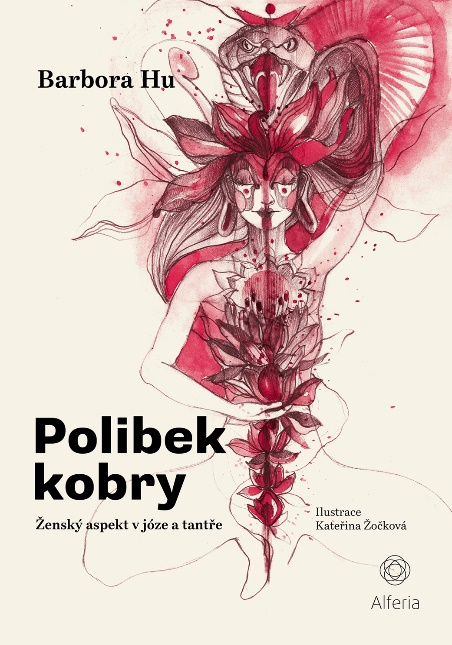 Barbora Hu
Polibek
kobry
Ženský aspekt v józe a tantře
Ilustrace
Kateřina Žočková
Alferia